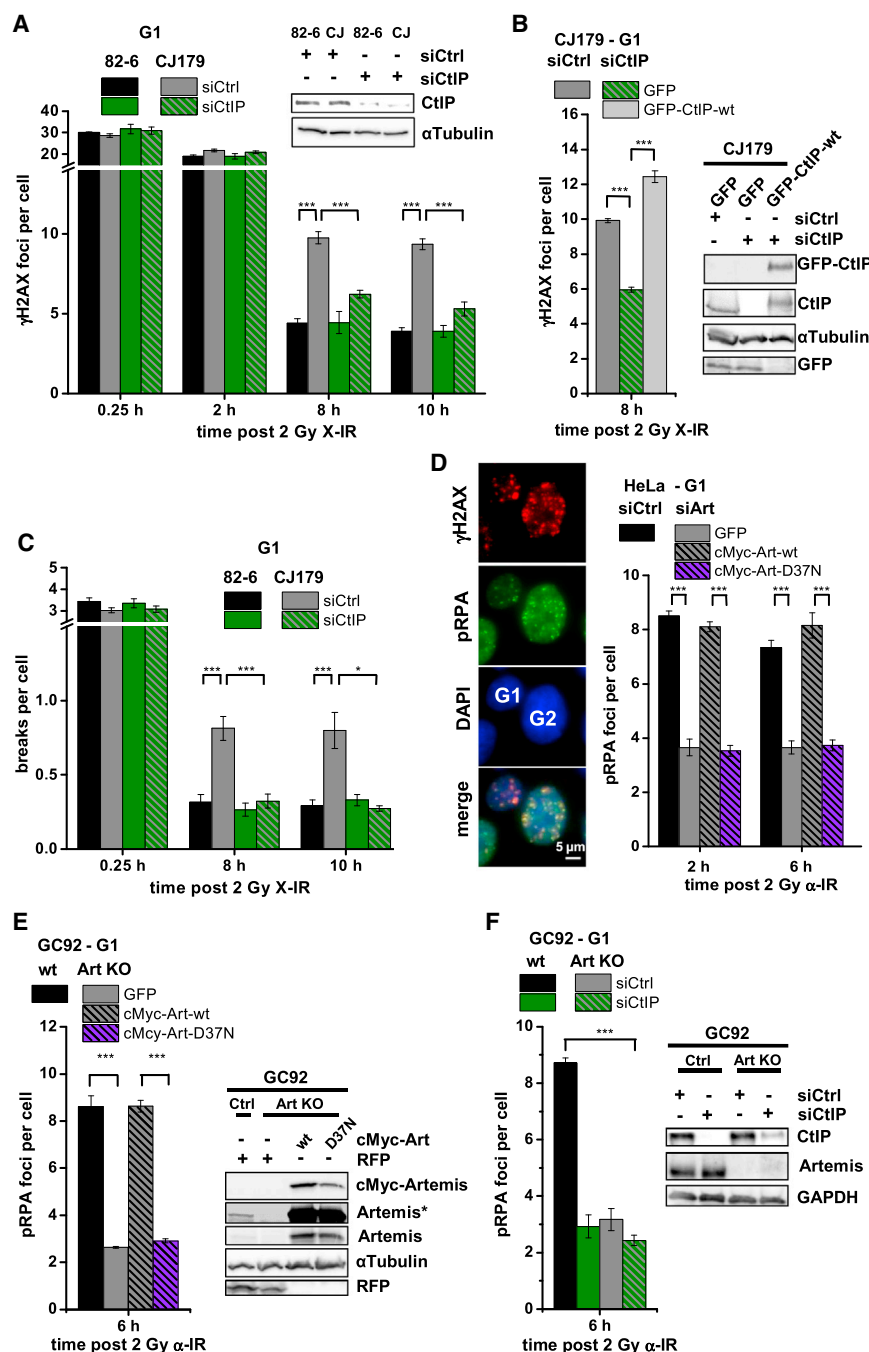 A
G1
82-6 CJ179
siCtrl
siCtIP
82-6 CJ 82-6 CJ
+ + - - siCtrl
- - + + siCtIP
CtIP
αTubulin
γH2AX foci per cell
30
20
10
5
0
*** *** *** ***
0.25 h 2 h 8 h 10 h
time post 2 Gy X-IR
B
CJ179 - G1
siCtrl siCtIP
GFP
GFP-CtIP-wt
γH2AX foci per cell
16
14
12
10
8
6
4
2
0
*** ***
8 h
time post 2 Gy X-IR
CJ179
GFP GFP GFP-CtIP-wt
+ - - siCtrl
- + + siCtIP
GFP-CtIP
CtIP
αTubulin
GFP
C
G1
82-6 CJ179
siCtrl
siCtIP
breaks per cell
5
4
3
1.0
0.5
0.0
*** *** *** *
0.25 h 8 h 10 h
time post 2 Gy X-IR
D
γH2AX
pRPA
DAPI
G1
G2
merge
5 µm
HeLa - G1
siCtrl siArt
GFP
cMyc-Art-wt
cMyc-Art-D37N
pRPA foci per cell
10
8
6
4
2
0
*** *** *** ***
2 h 6 h
time post 2 Gy α-IR
E
GC92 - G1
wt Art KO
GFP
cMyc-Art-wt
cMcy-Art-D37N
pRPA foci per cell
12
10
8
6
4
2
0
*** ***
6 h
time post 2 Gy α-IR
GC92
Ctrl Art KO
- - wt D37N cMyc-Art
+ + - - RFP
cMyc-Artemis
Artemis*
Artemis
αTubulin
RFP
F
GC92 - G1
wt Art KO
siCtrl
siCtIP
pRPA foci per cell
10
8
6
4
2
0
***
6 h
time post 2 Gy α-IR
GC92
Ctrl Art KO
+ - + - siCtrl
- + - + siCtIP
CtIP
Artemis
GAPDH